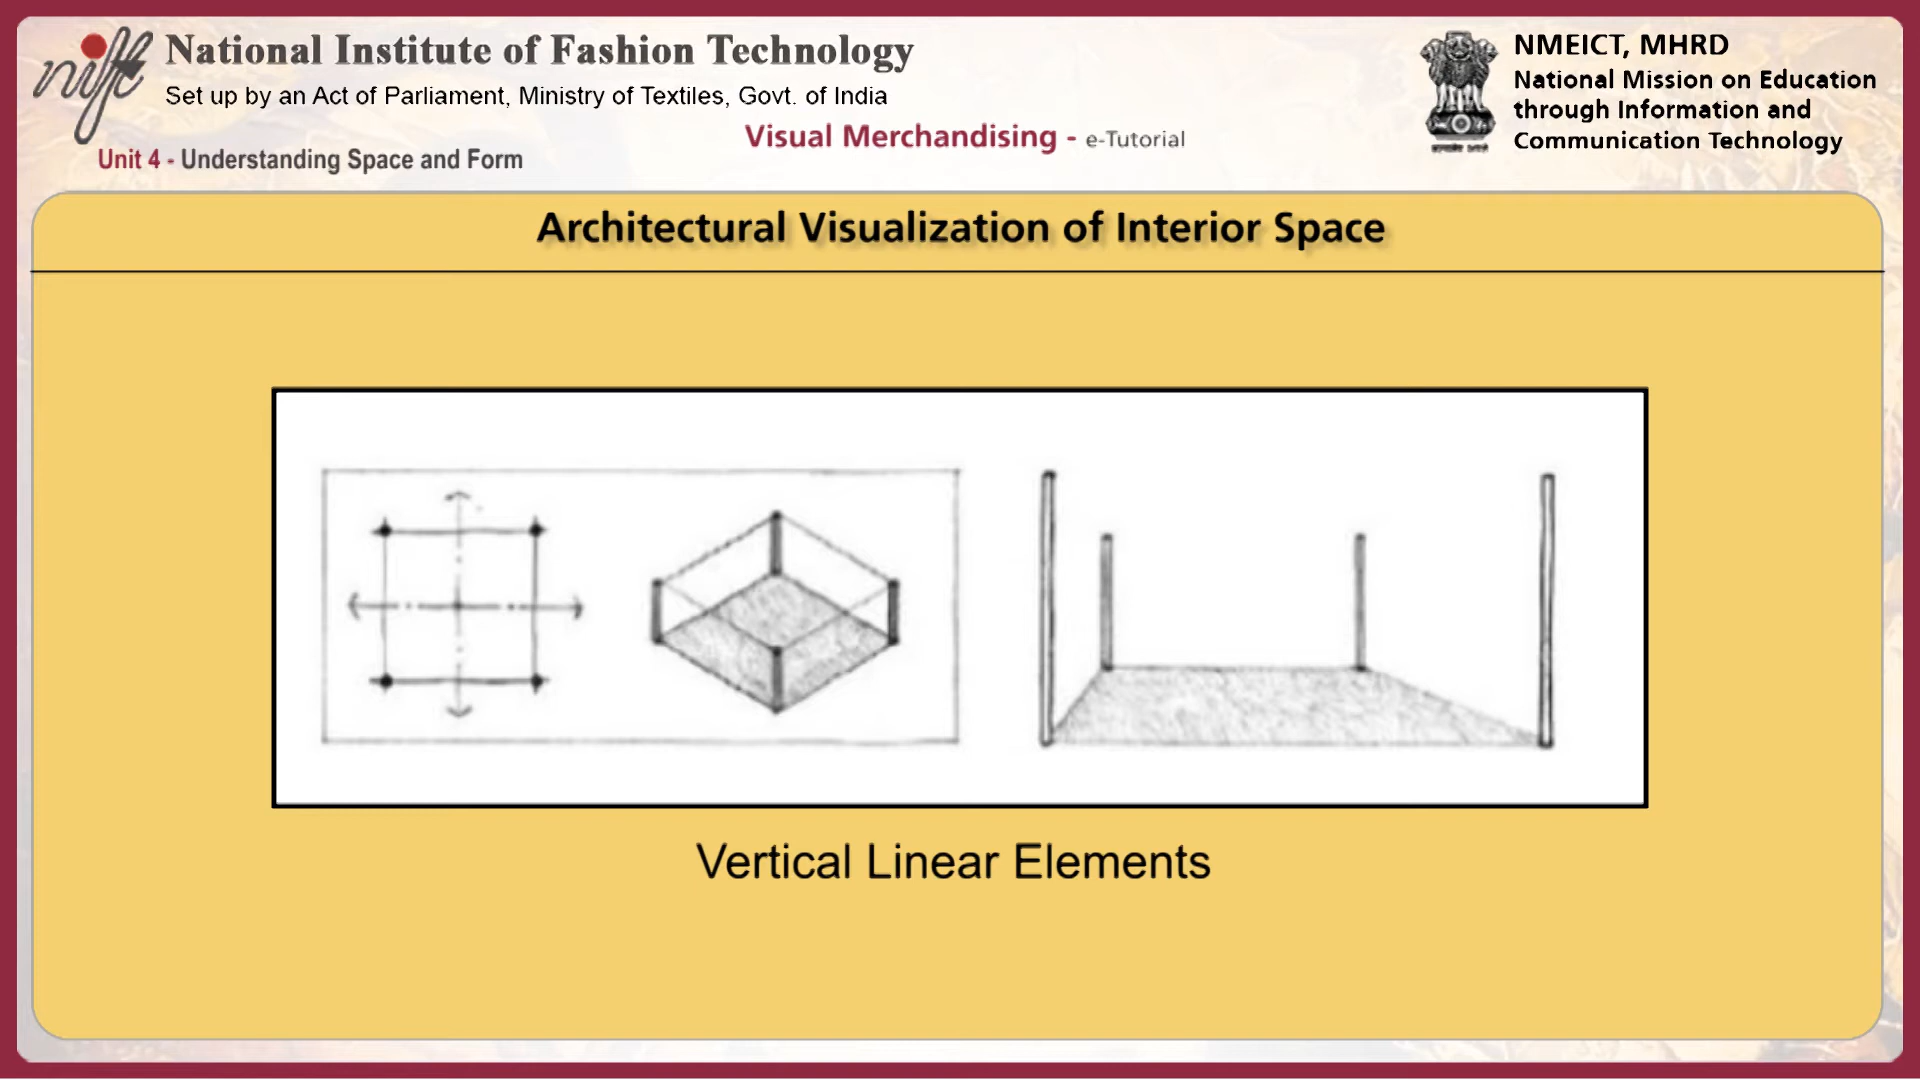 nift
National Institute of Fashion Technology
Set up by an Act of Parliament, Ministry of Textiles, Govt. of India
Visual Merchandising - e-Tutorial
Unit 4 - Understanding Space and Form
NMEICT, MHRD
National Mission on Education
through Information and
Communication Technology
Architectural Visualization of Interior Space
Vertical Linear Elements